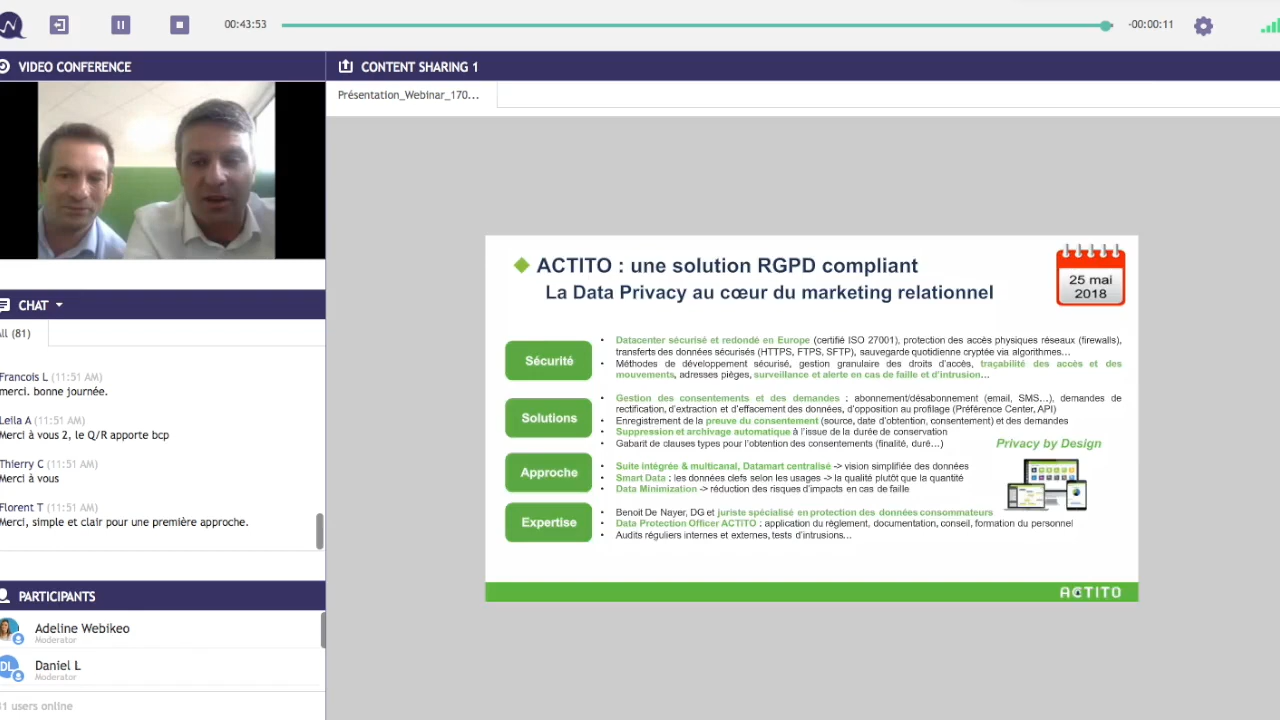 00:43:53
-00:00:11
VIDEO CONFERENCE
CONTENT SHARING 1
Présentation_Webinar_170...
CHAT
All (81)
Francois L (11:51 AM)
merci. bonne journée.
Leila A (11:51 AM)
Merci à vous 2, le Q/R apporte bcp
Thierry C (11:51 AM)
Merci à vous
Florent T (11:51 AM)
Merci, simple et clair pour une première approche.
PARTICIPANTS
Adeline Webikeo
Moderator
DL
Daniel L
Moderator
users online
ACTITO : une solution RGPD compliant
La Data Privacy au cœur du marketing relationnel
25 mai
2018
Sécurité
• Datacenter sécurisé et redondé en Europe (certifié ISO 27001), protection des accès physiques réseaux (firewalls),
transferts des données sécurisés (HTTPS, FTPS, SFTP), sauvegarde quotidienne cryptée via algorithmes…
• Méthodes de développement sécurisé, gestion granulaire des droits d'accès, traçabilité des accès et des
mouvements, adresses pièges, surveillance et alerte en cas de faille et d'intrusion…
Solutions
• Gestion des consentements et des demandes : abonnement/désabonnement (email, SMS…), demandes de
rectification, d'extraction et d'effacement des données, d'opposition au profilage (Préférence Center, API)
• Enregistrement de la preuve du consentement (source, date d'obtention, consentement) et des demandes
• Suppression et archivage automatique à l'issue de la durée de conservation
• Gabarit de clauses types pour l'obtention des consentements (finalité, duré…)
Privacy by Design
Approche
• Suite intégrée & multicanal, Datamart centralisé -> vision simplifiée des données
• Smart Data : les données defs selon les usages -> la qualité plutôt que la quantité
• Data Minimization -> réduction des risques d'impacts en cas de faille
Expertise
• Benoit De Nayer, DG et juriste spécialisé en protection des données consommateurs
• Data Protection Officer ACTITO : application du règlement, documentation, conseil, formation du personnel
• Audits réguliers internes et externes, tests d'intrusions…
ACTITO